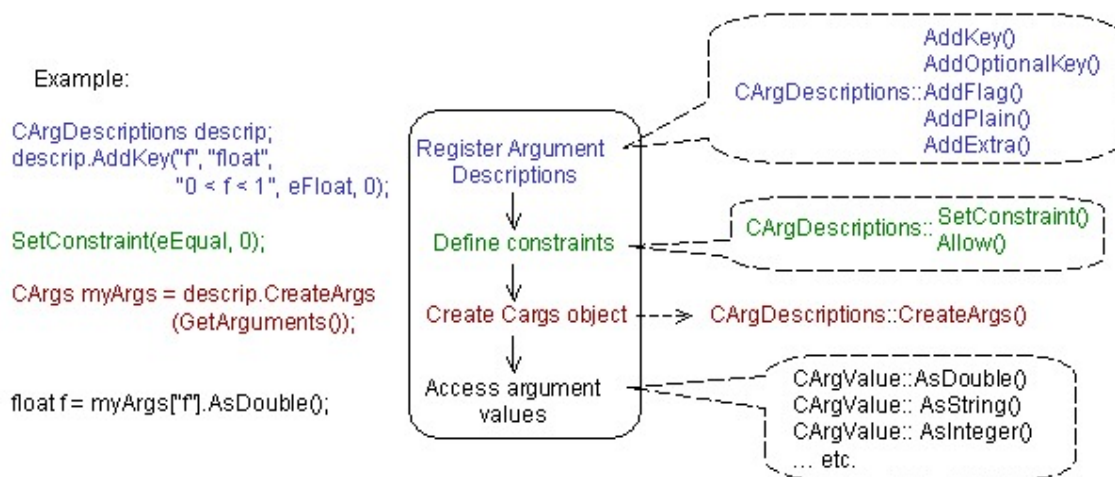 Example:
CArgDescriptions descrip;
descrip.AddKey("f", "float",
"0 < f < 1", eFloat, 0);
SetConstraint(eEqual, 0);
CArgs myArgs = descrip.CreateArgs
(GetArguments());
float f = myArgs["f"].AsDouble();
Register Argument
Descriptions
Define constraints
Create Cargs object
Access argument
values
AddKey()
AddOptionalKey()
CArgDescriptions::AddFlag()
AddPlain()
AddExtra()
CArgDescriptions:: SetConstraint()
Allow()
CArgDescriptions::CreateArgs()
CArgValue::AsDouble()
CArgValue:: AsString()
CArgValue:: AsInteger()
... etc.